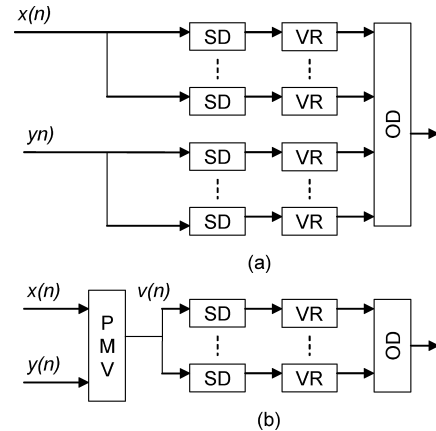 x(n)
SD
VR
SD
VR
yn)
SD
VR
SD
VR
OD
(a)
x(n)
y(n)
P
M
V
v(n)
SD
VR
SD
VR
OD
(b)